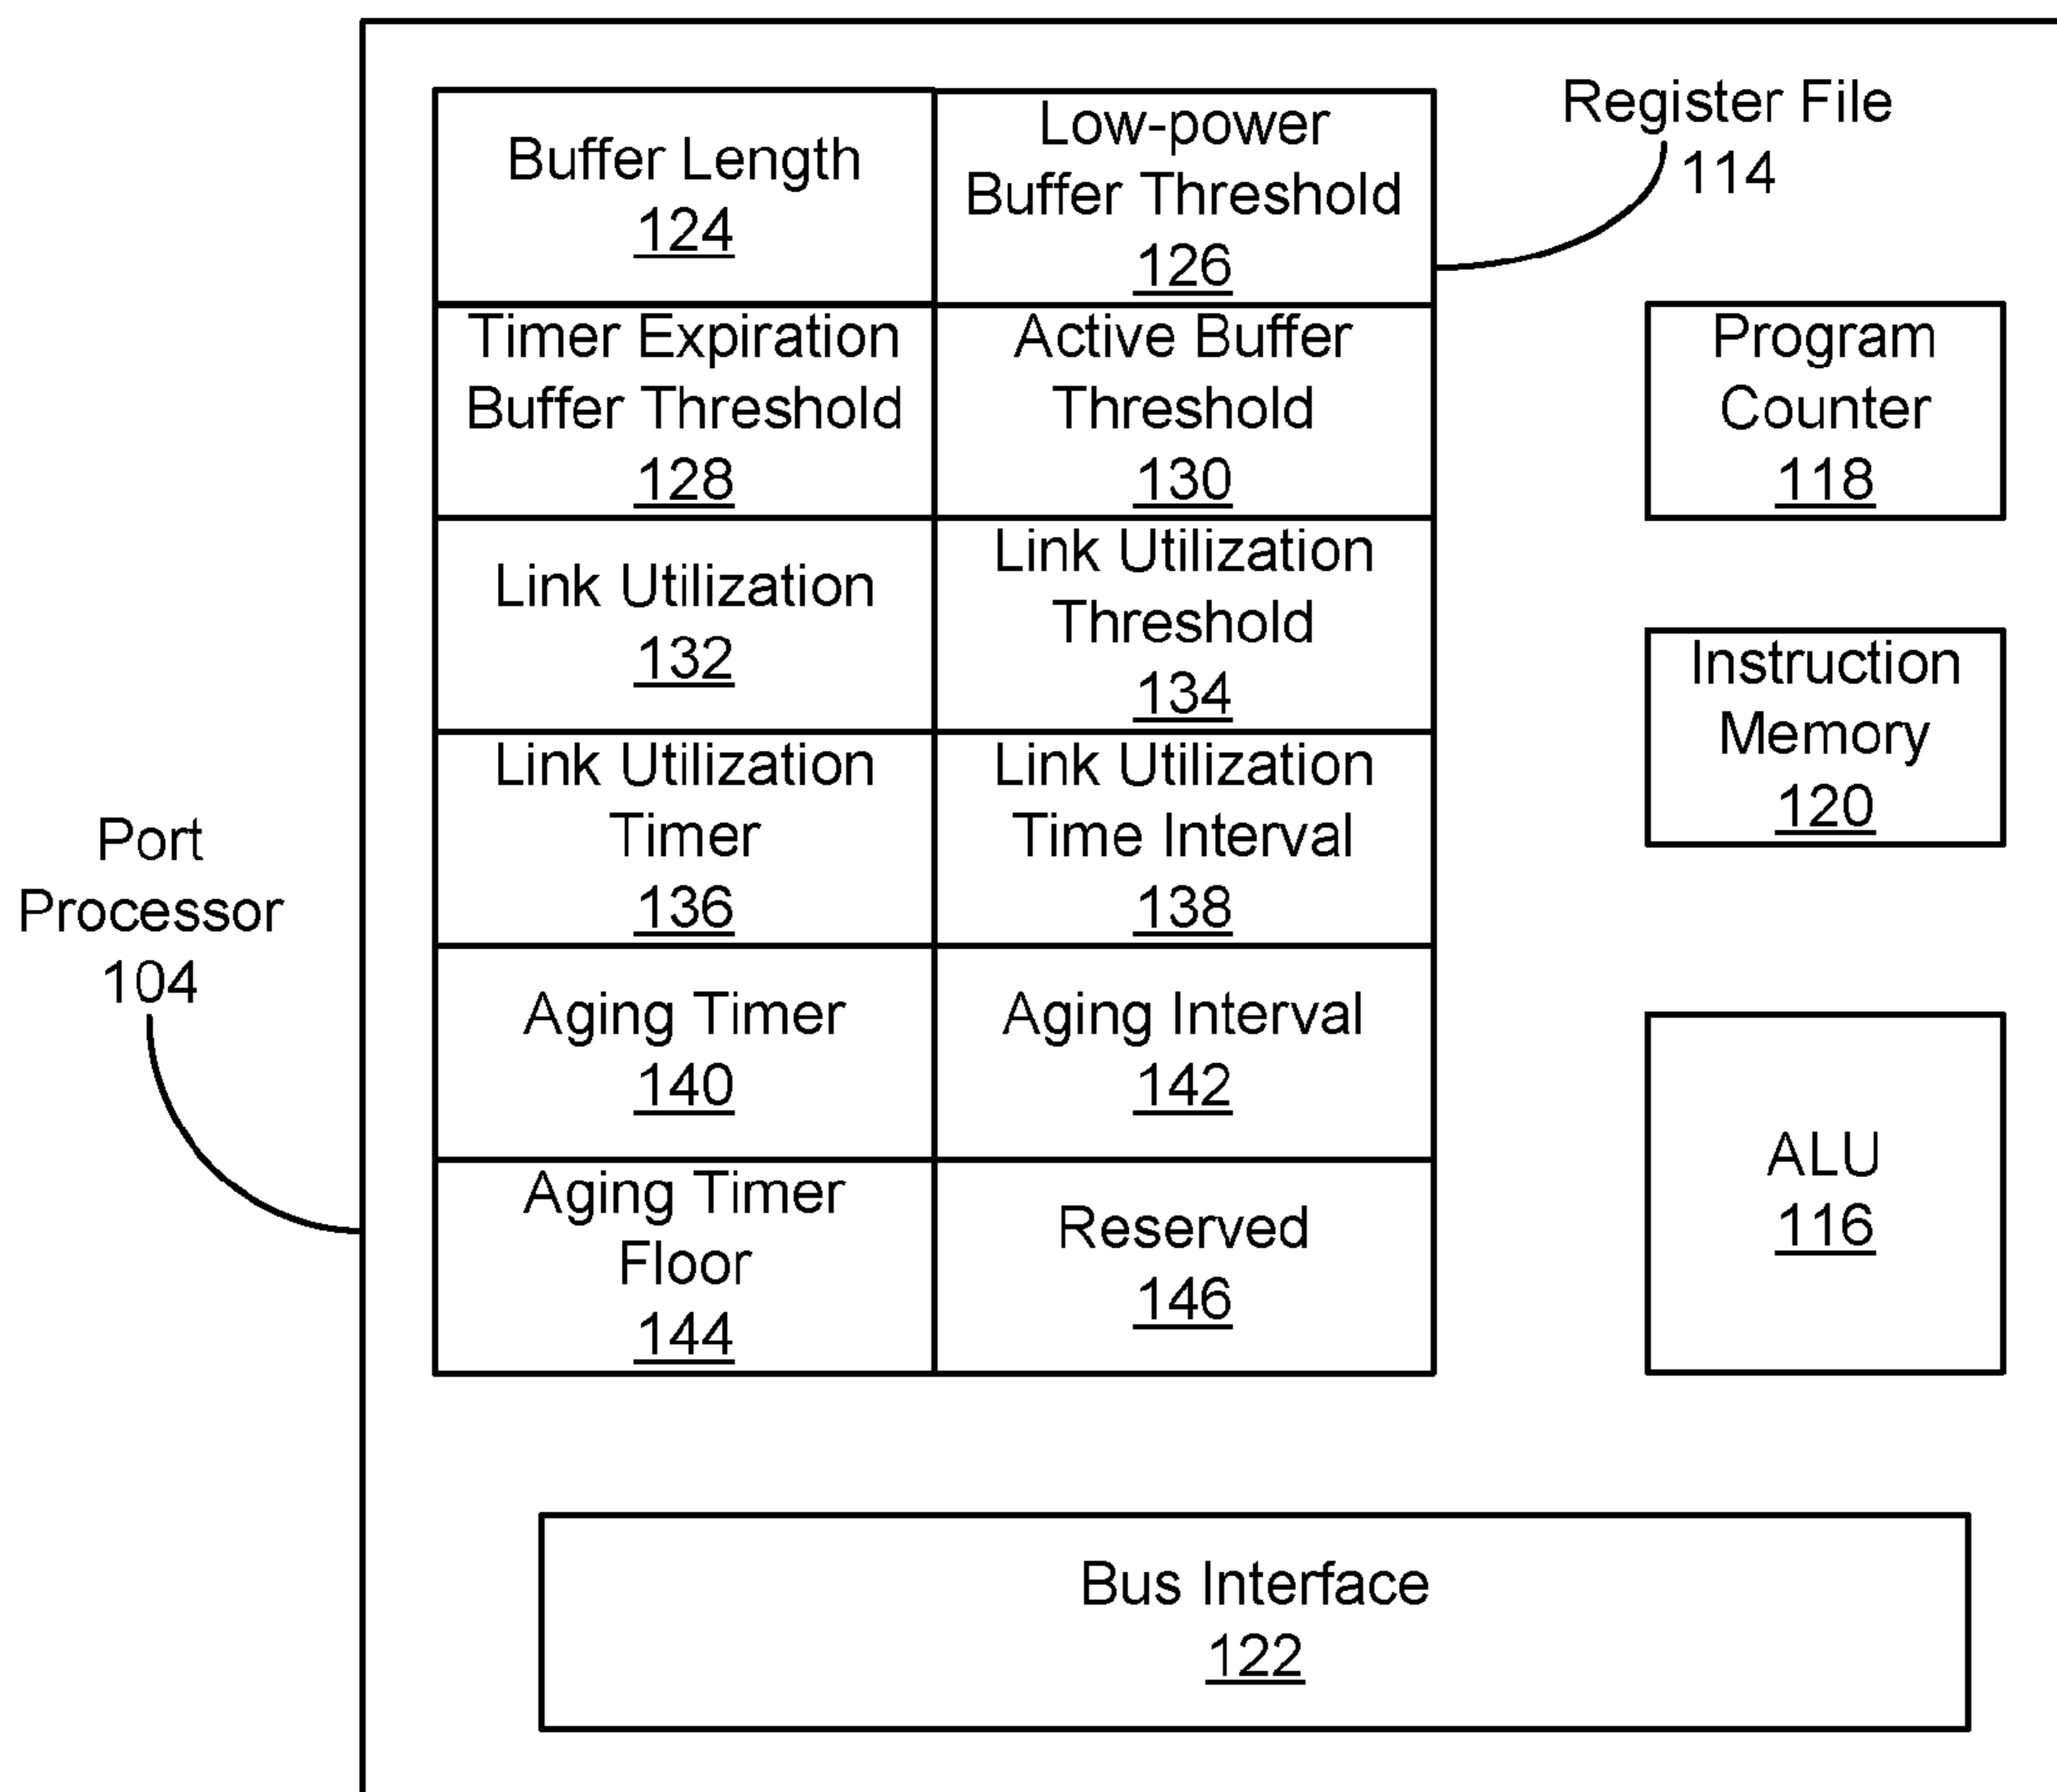 Register File
114
Buffer Length
124
Low-power
Buffer Threshold
126
Timer Expiration
Buffer Threshold
128
Active Buffer
Threshold
130
Program
Counter
118
Link Utilization
132
Link Utilization
Threshold
134
Instruction
Memory
120
Link Utilization
Timer
136
Link Utilization
Time Interval
138
Port
Processor
104
Aging Timer
140
Aging Interval
142
ALU
116
Aging Timer
Floor
144
Reserved
146
Bus Interface
122